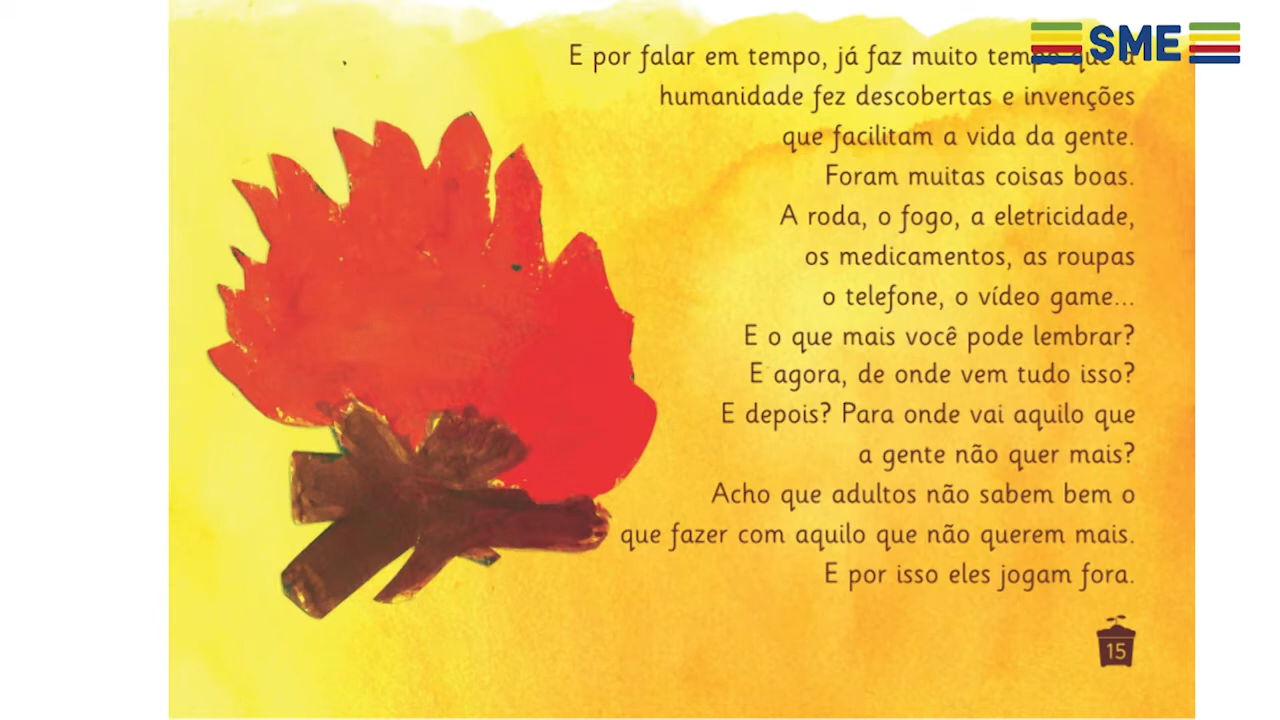 SME
E por falar em tempo, já faz muito tempo que a
humanidade fez descobertas e invenções
que facilitam a vida da gente.
Foram muitas coisas boas.
A roda, o fogo, a eletricidade,
os medicamentos, as roupas
o telefone, o vídeo game...
E o que mais você pode lembrar?
E agora, de onde vem tudo isso?
E depois? Para onde vai aquilo que
a gente não quer mais?
Acho que adultos não sabem bem o
que fazer com aquilo que não querem mais.
E por isso eles jogam fora.
15